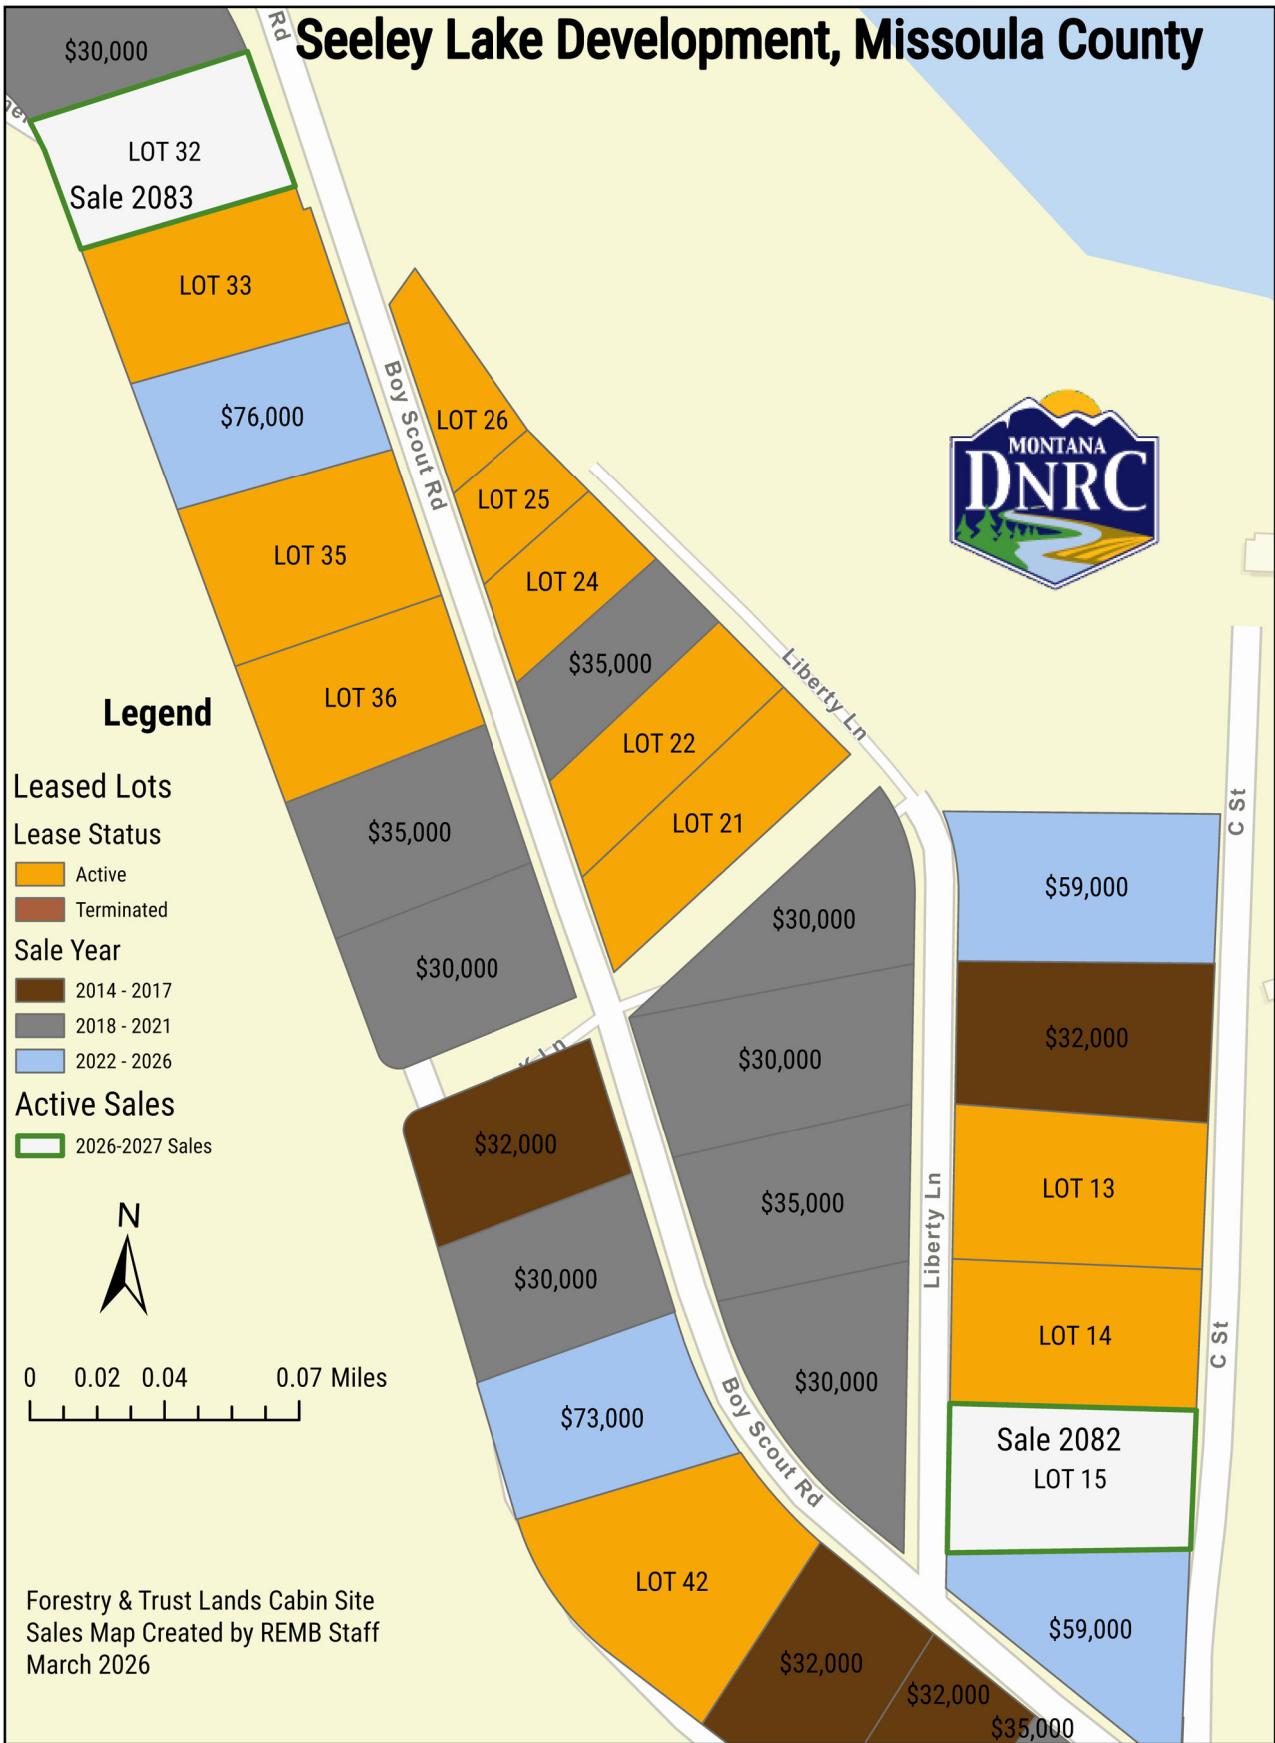 Seeley Lake Development, Missoula County
Rd
$30,000
LOT 32
Sale 2083
LOT 33
$76,000
LOT 35
LOT 36
$35,000
$30,000
Boy Scout Rd
LOT 26
LOT 25
LOT 24
$35,000
LOT 22
LOT 21
Liberty Ln
MONTANA
DNRC
C St
$30,000
$30,000
$35,000
$30,000
Liberty Ln
$59,000
$32,000
LOT 13
LOT 14
C St
Sale 2082
LOT 15
$59,000
Ln
$32,000
$30,000
$73,000
Boy Scout Rd
LOT 42
$32,000
$32,000
$35,000
Legend
Leased Lots
Lease Status
Active
Terminated
Sale Year
2014 - 2017
2018 - 2021
2022 - 2026
Active Sales
2026-2027 Sales
N
0 0.02 0.04 0.07 Miles
Forestry & Trust Lands Cabin Site
Sales Map Created by REMB Staff
March 2026